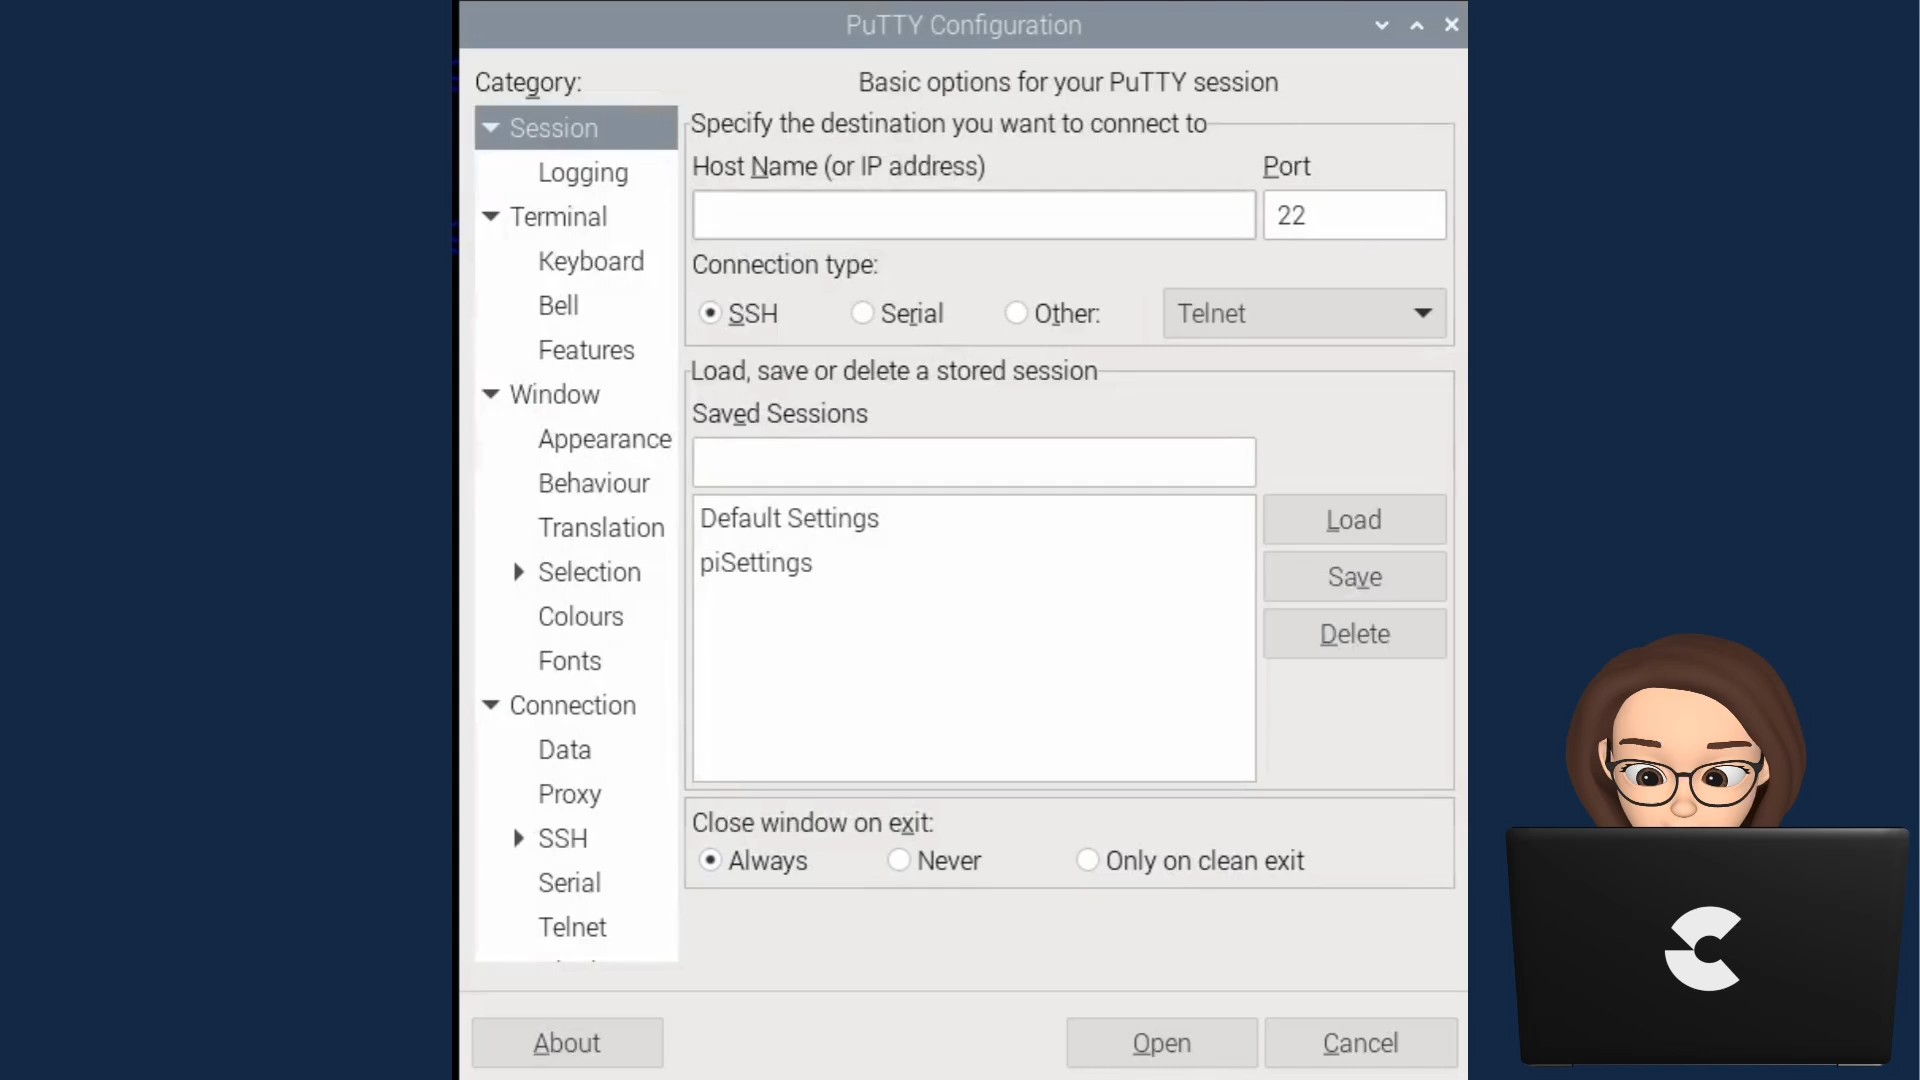 PuTTY Configuration
Category:
Session
Logging
Terminal
Keyboard
Bell
Features
Window
Appearance
Behaviour
Translation
Selection
Colours
Fonts
Connection
Data
Proxy
SSH
Serial
Telnet
Basic options for your PuTTY session
Specify the destination you want to connect to
Host Name (or IP address) Port
22
Connection type:
SSH Serial Other: Telnet
Load, save or delete a stored session
Saved Sessions
Default Settings
piSettings
Load
Save
Delete
Close window on exit:
Always Never Only on clean exit
About Open Cancel